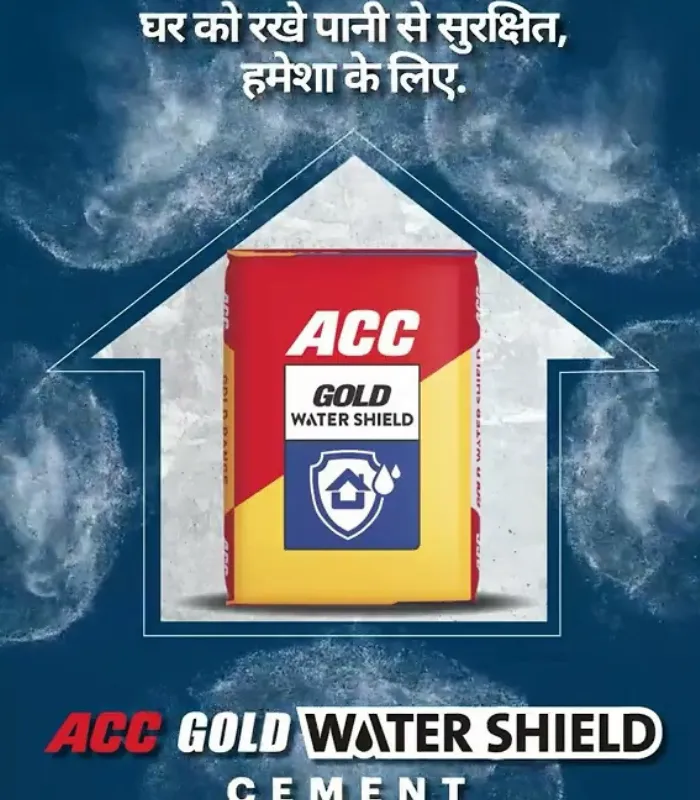 घर को रखे पानी से सुरक्षित,
हमेशा के लिए.
ACC
GOLD
WATER SHIELD
ACC GOLD WATER SHIELD
CEMENT